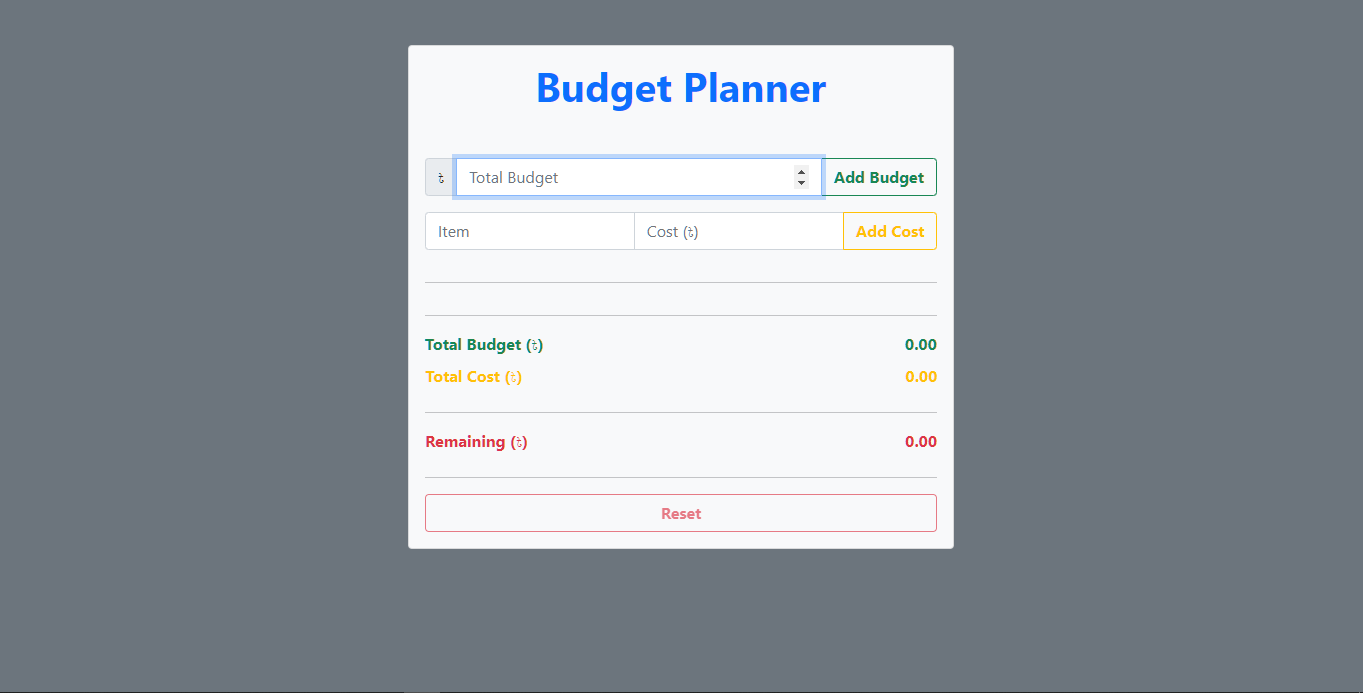 Budget Planner
৳ Total Budget Add Budget
Item Cost (৳) Add Cost
Total Budget (৳) 0.00
Total Cost (৳) 0.00
Remaining (৳) 0.00
Reset